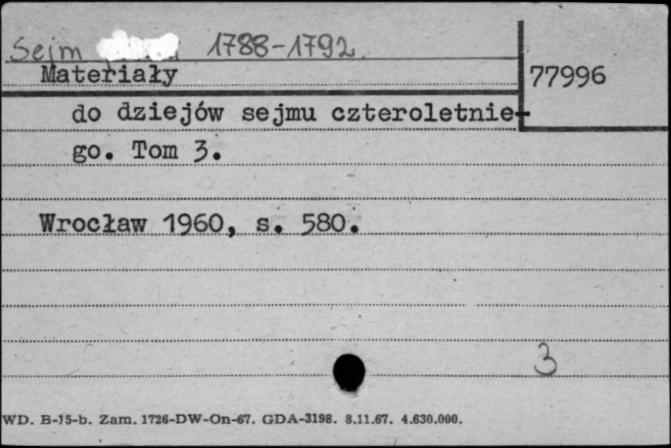 Sejm 1788-1792
Materiały
77996
do dziejów sejmu czteroletnie-
go. Tom 3.
Wrocław 1960, s. 580.
3
WD. B-15-b. Zam. 1726-DW-On-67. GDA-3198. 8.11.67. 4.630.000.